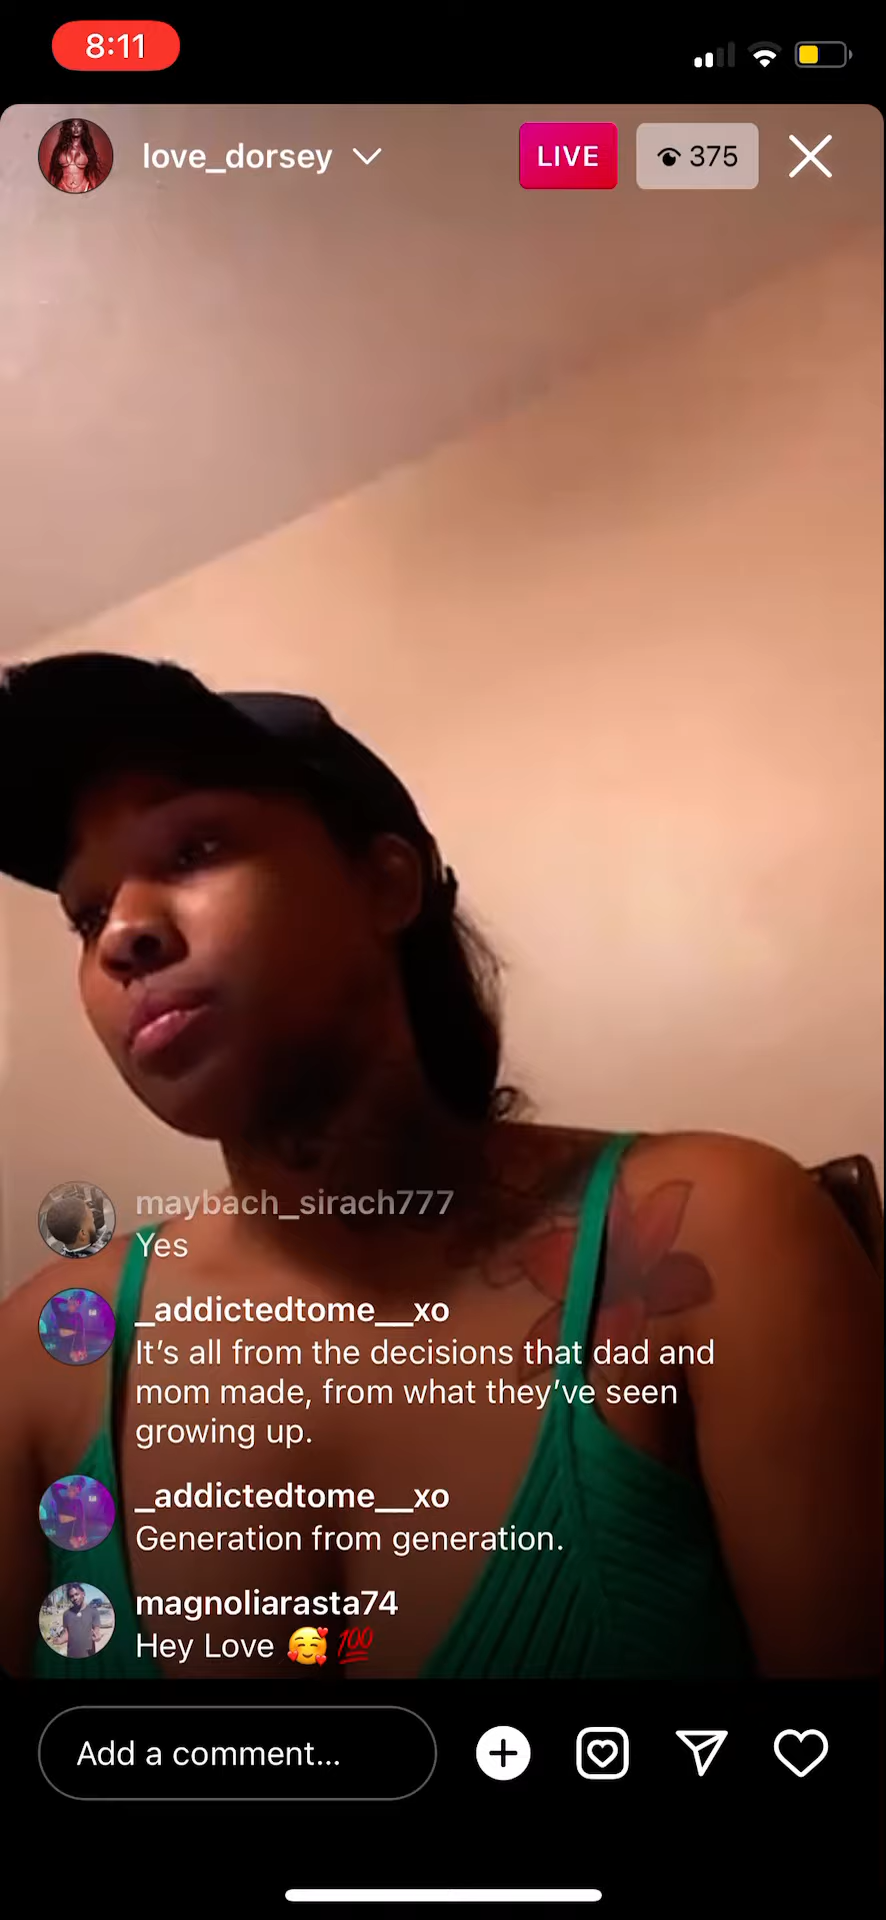 8:11
love_dorsey
LIVE
375
maybach_sirach777
Yes
_addictedtome__xo
It’s all from the decisions that dad and
mom made, from what they’ve seen
growing up.
_addictedtome__xo
Generation from generation.
magnoliarasta74
Hey Love 🥰 💯
Add a comment...